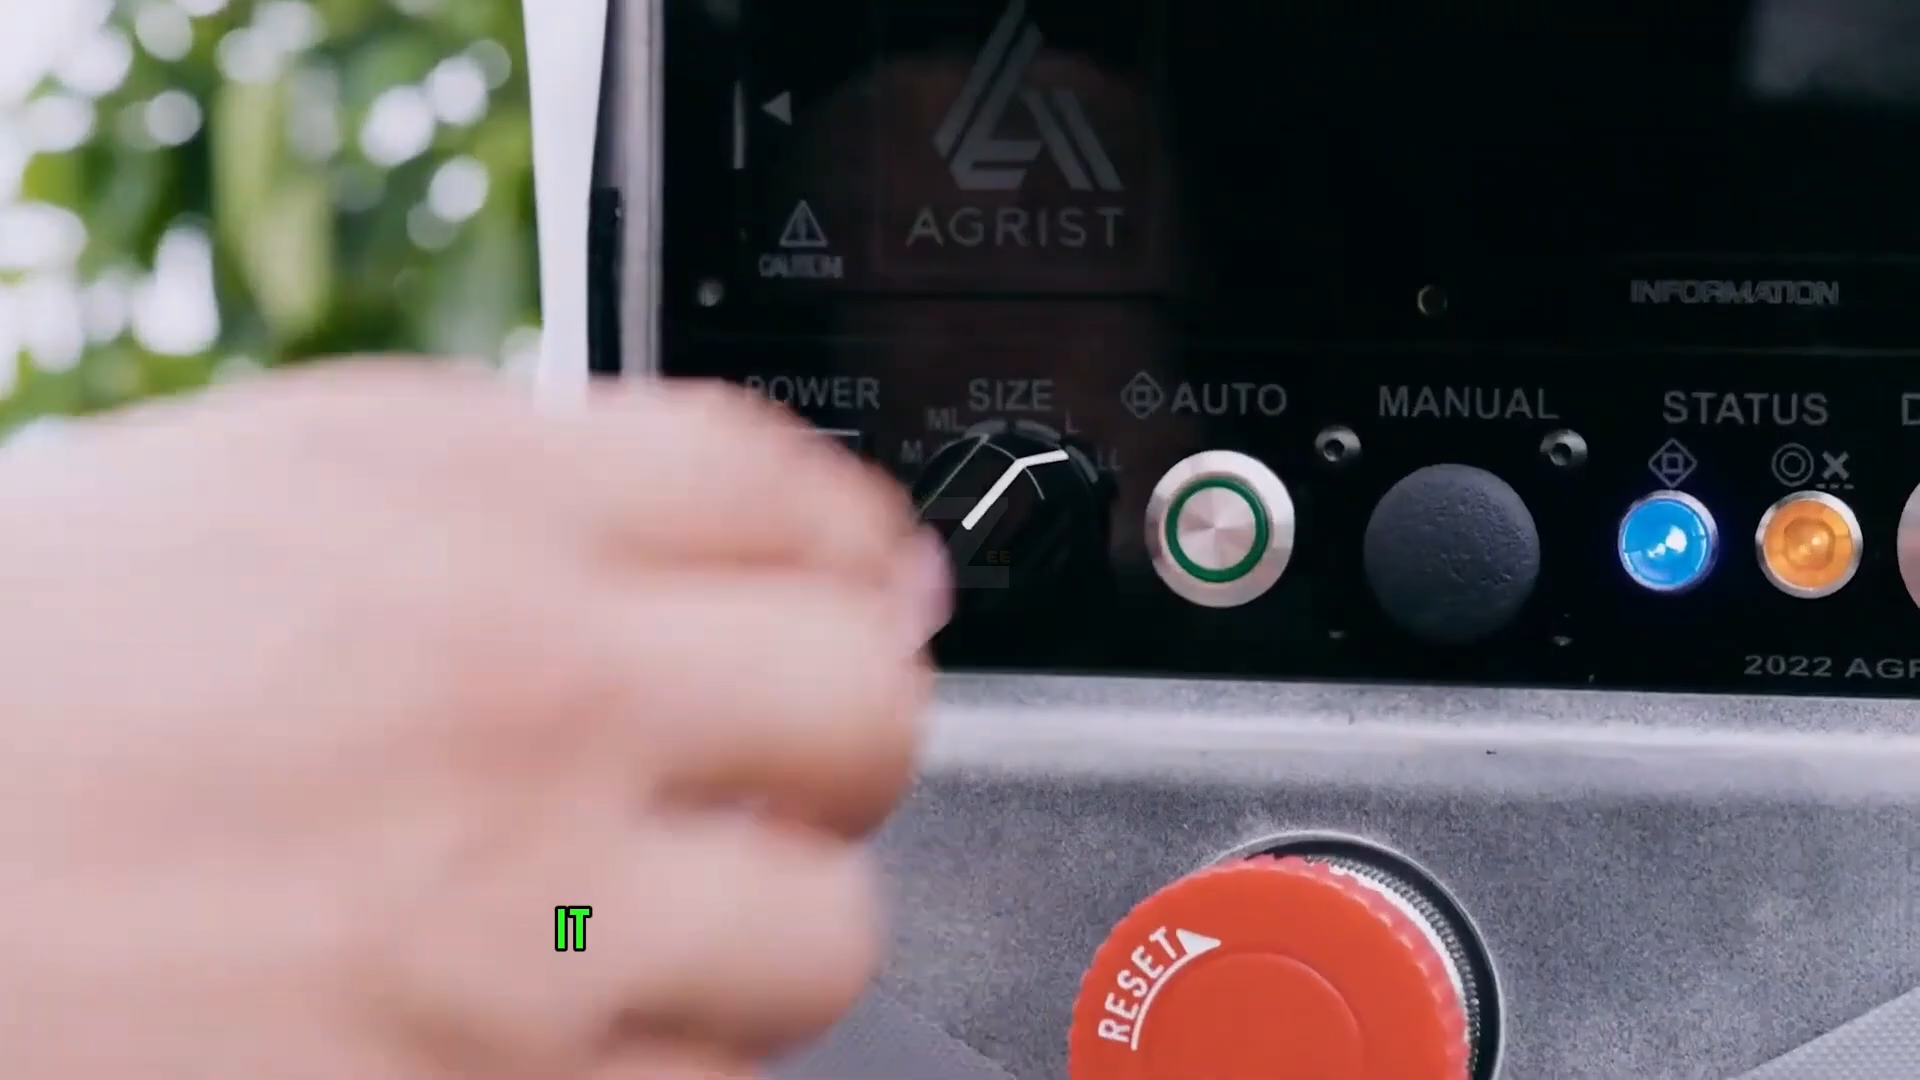 AGRIST
CAUTION
INFORMATION
POWER
SIZE
AUTO
MANUAL
STATUS
M
ML
L
LL
2022 AGR
IT
RESET